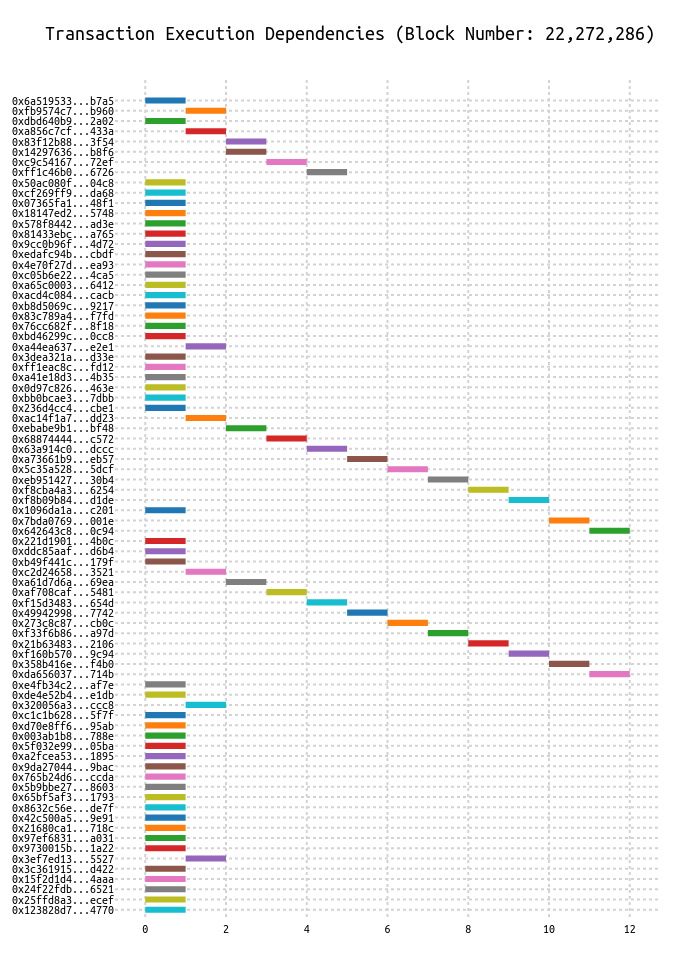 Transaction Execution Dependencies (Block Number: 22,272,286)
0x6a519533...b7a5
0xfb9574c7...b960
0xdbd640b9...2a02
0xa856c7cf...433a
0x83f12b88...3f54
0x14297636...b8f6
0xc9c54167...72ef
0xff1c46b0...6726
0x50ac080f...04c8
0xcf269ff9...da68
0x07365fa1...48f1
0x18147ed2...5748
0x578f8442...ad3e
0x81433ebc...a765
0x9cc0b96f...4d72
0xedafc94b...cbdf
0x4e70f27d...ea93
0xc05b6e22...4ca5
0xa65c0003...6412
0xacd4c084...cacb
0xb8d5069c...9217
0x83c789a4...f7fd
0x76cc682f...8f18
0xbd46299c...0cc8
0xa44ea637...e2e1
0x3dea321a...d33e
0xff1eac8c...fd12
0xa41e18d3...4b35
0x0d97c826...463e
0xbb0bcae3...7dbb
0x236d4cc4...cbe1
0xac14f1a7...dd23
0xebabe9b1...bf48
0x68874444...c572
0x63a914c0...dccc
0xa73661b9...eb57
0x5c35a528...5dcf
0xeb951427...30b4
0xf8cba4a3...6254
0xf8b09b84...d1de
0x1096da1a...c201
0x7bda0769...001e
0x642643c8...0c94
0x221d1901...4b0c
0xddc85aaf...d6b4
0xb49f441c...179f
0xc2d24658...3521
0xa61d7d6a...69ea
0xaf708caf...5481
0xf15d3483...654d
0x49942998...7742
0x273c8c87...cb0c
0xf33f6b86...a97d
0x21b63483...2106
0xf160b570...9c94
0x358b416e...f4b0
0xda656037...714b
0xe4fb34c2...af7e
0xde4e52b4...e1db
0x320056a3...ccc8
0xc1c1b628...5f7f
0xd70e8ff6...95ab
0x003ab1b8...788e
0x5f032e99...05ba
0xa2fcea53...1895
0x9da27044...9bac
0x765b24d6...ccda
0x5b9bbe27...8603
0x65bf5af3...1793
0x8632c56e...de7f
0x42c500a5...9e91
0x21680ca1...718c
0x97ef6831...a031
0x9730015b...1a22
0x3ef7ed13...5527
0x3c361915...d422
0x15f2d1d4...4aaa
0x24f22fdb...6521
0x25ffd8a3...ecef
0x123828d7...4770
0 2 4 6 8 10 12